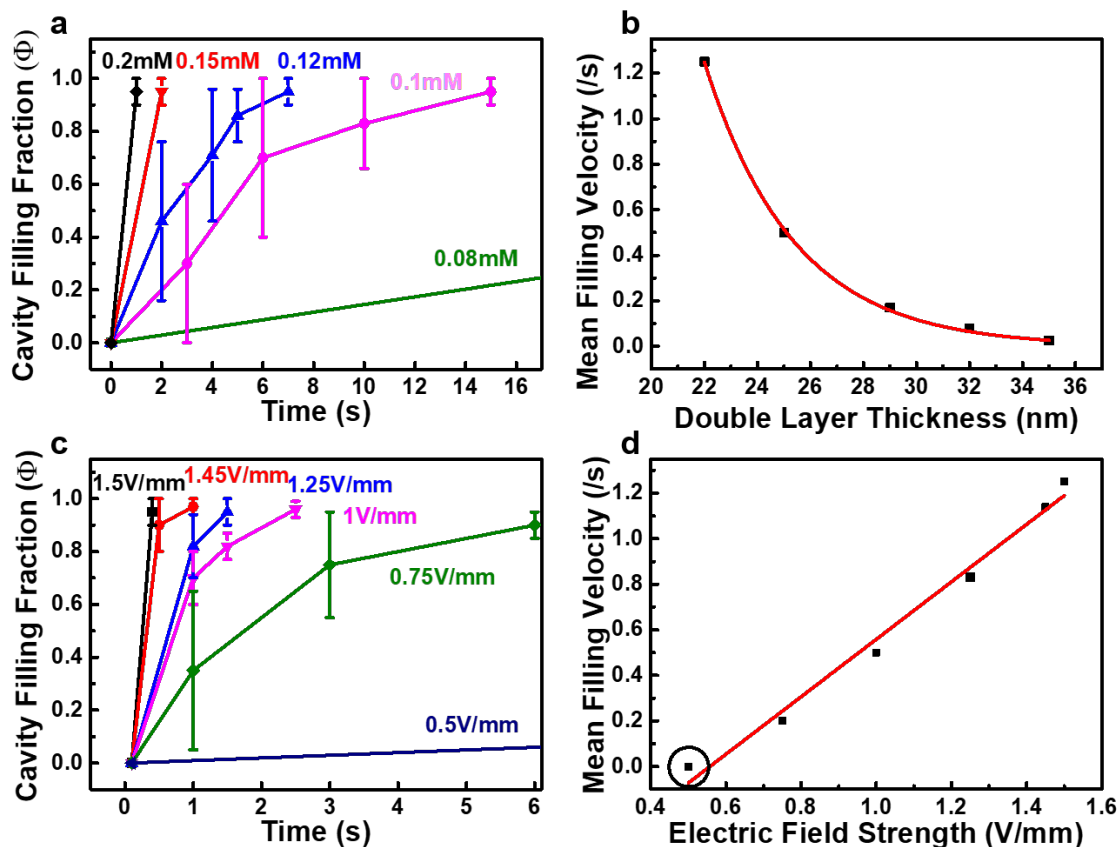 a
0.2mM 0.15mM 0.12mM
0.1mM
0.08mM
1.0
0.8
0.6
0.4
0.2
0.0
Cavity Filling Fraction (Φ)
0 2 4 6 8 10 12 14 16
Time (s)
b
1.2
1.0
0.8
0.6
0.4
0.2
0.0
Mean Filling Velocity (/s)
20 22 24 26 28 30 32 34 36
Double Layer Thickness (nm)
c
1.5V/mm 1.45V/mm 1.25V/mm
1V/mm
0.75V/mm
0.5V/mm
1.0
0.8
0.6
0.4
0.2
0.0
Cavity Filling Fraction (Φ)
0 1 2 3 4 5 6
Time (s)
d
1.2
1.0
0.8
0.6
0.4
0.2
0.0
Mean Filling Velocity (/s)
0.4 0.6 0.8 1.0 1.2 1.4 1.6
Electric Field Strength (V/mm)